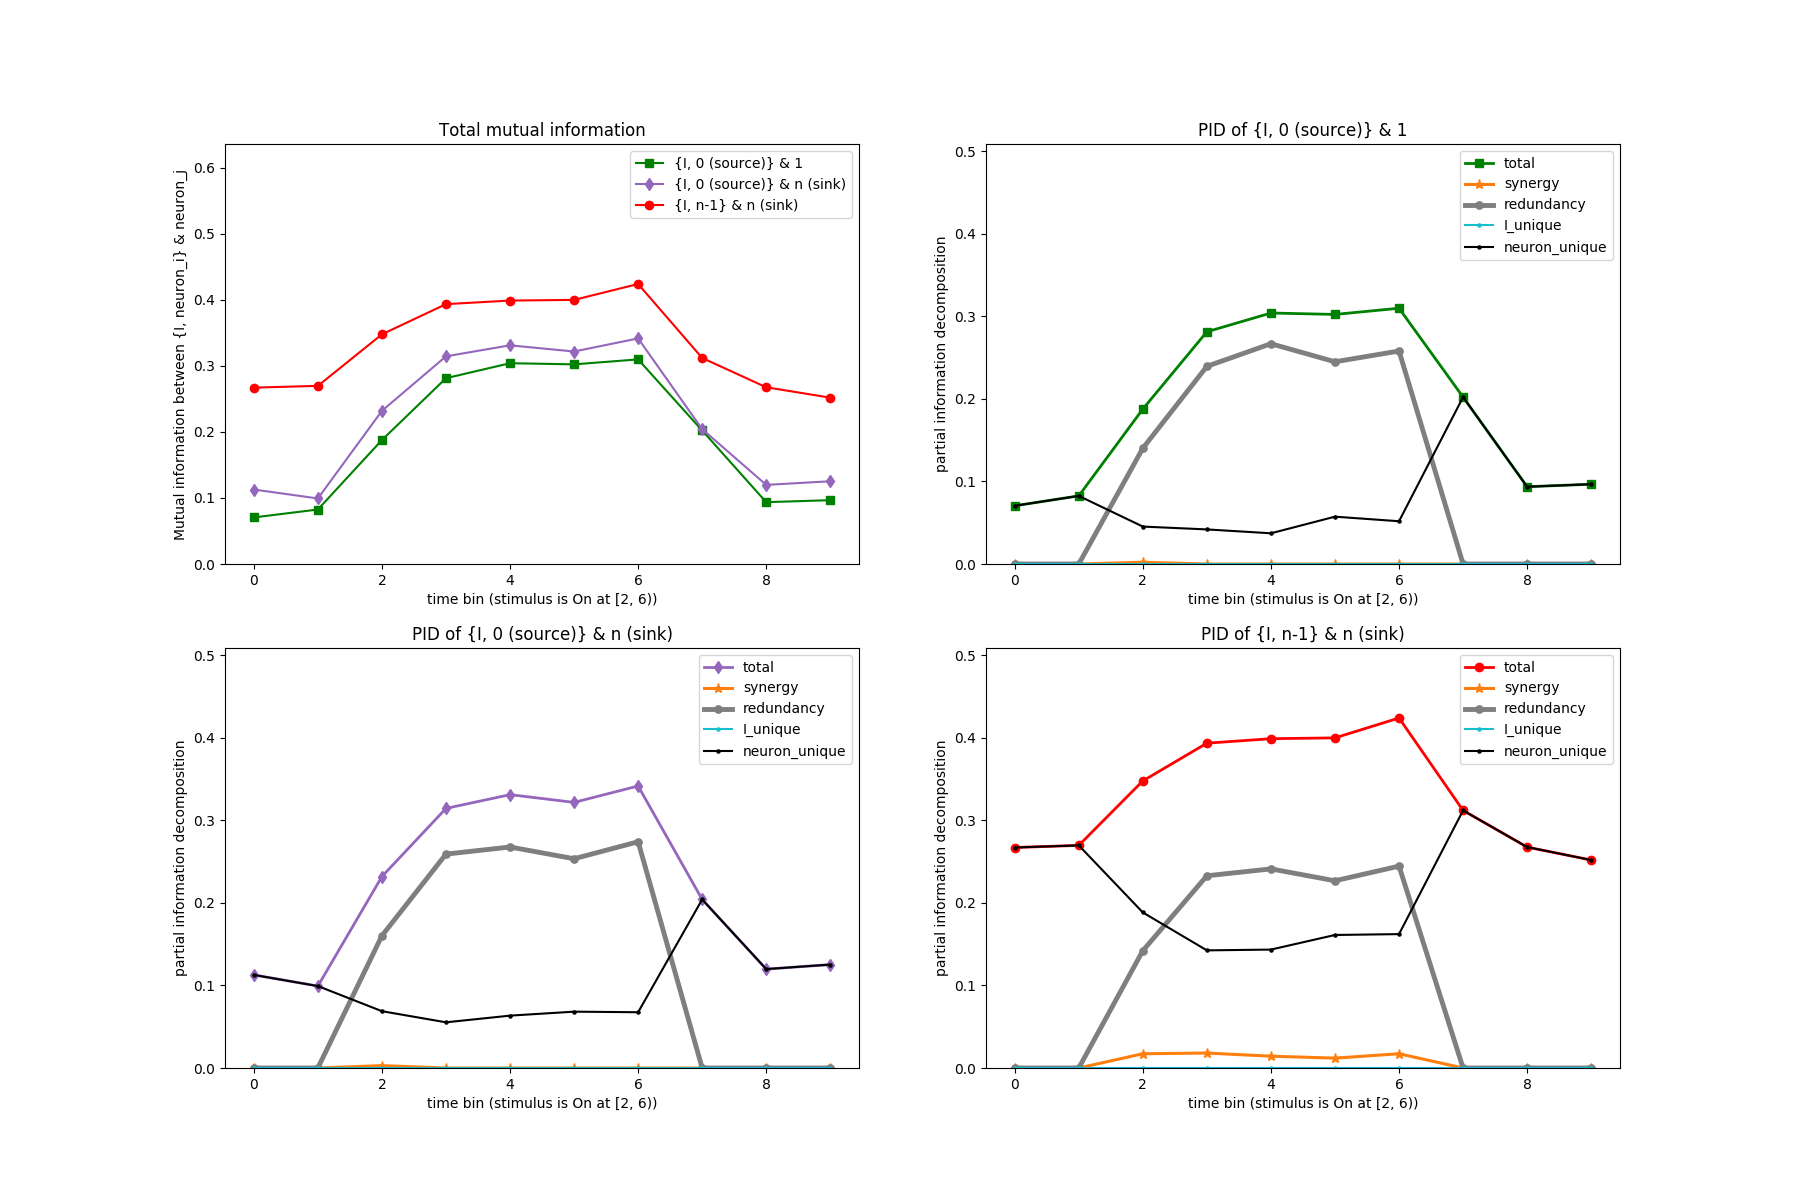 Total mutual information
Mutual information between {I, neuron_i} & neuron_j
0.6
0.5
0.4
0.3
0.2
0.1
0.0
{I, 0 (source)} & 1
{I, 0 (source)} & n (sink)
{I, n-1} & n (sink)
0 2 4 6 8
time bin (stimulus is On at [2, 6))
PID of {I, 0 (source)} & 1
partial information decomposition
0.5
0.4
0.3
0.2
0.1
0.0
total
synergy
redundancy
I_unique
neuron_unique
0 2 4 6 8
time bin (stimulus is On at [2, 6))
PID of {I, 0 (source)} & n (sink)
partial information decomposition
0.5
0.4
0.3
0.2
0.1
0.0
total
synergy
redundancy
I_unique
neuron_unique
0 2 4 6 8
time bin (stimulus is On at [2, 6))
PID of {I, n-1} & n (sink)
partial information decomposition
0.5
0.4
0.3
0.2
0.1
0.0
total
synergy
redundancy
I_unique
neuron_unique
0 2 4 6 8
time bin (stimulus is On at [2, 6))